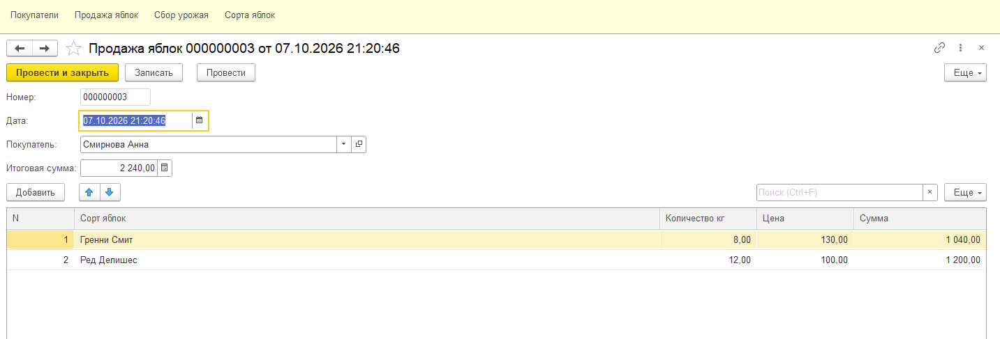 Покупатели Продажа яблок Сбор урожая Сорта яблок
Продажа яблок 000000003 от 07.10.2026 21:20:46
Провести и закрыть Записать Провести Еще
Номер: 000000003
Дата: 07.10.2026 21:20:46
Покупатель: Смирнова Анна
Итоговая сумма: 2 240,00
Добавить Поиск (Ctrl+F) × Еще
N Сорт яблок Количество кг Цена Сумма
1 Гренни Смит 8,00 130,00 1 040,00
2 Ред Делишес 12,00 100,00 1 200,00